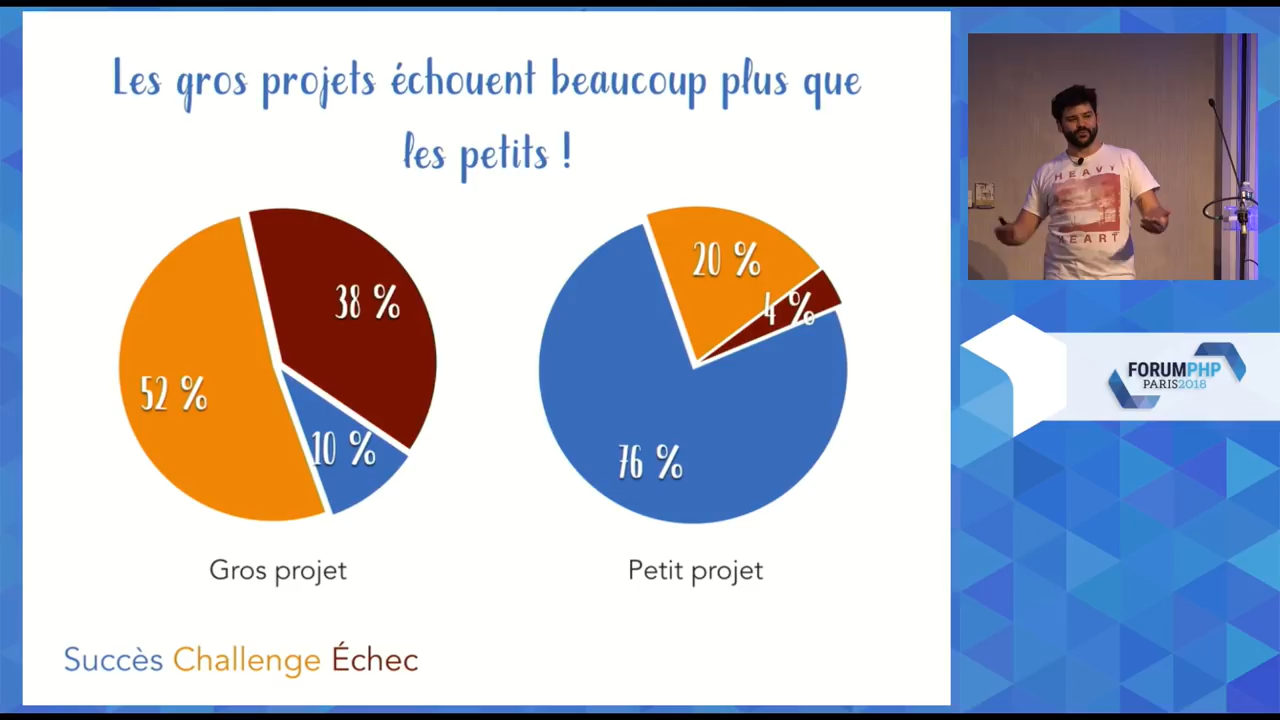 Les gros projets échouent beaucoup plus que
les petits !
38 %
52 %
10 %
20 %
4 %
76 %
Gros projet
Petit projet
Succès Challenge Échec
HEAVY
HEART
FORUMPHP
PARIS2018